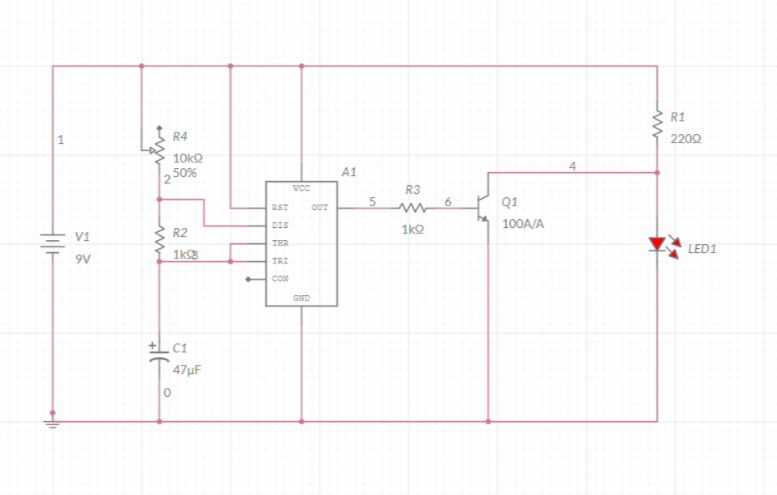 1
R4
10kΩ
50%
2
A1
R1
220Ω
VCC
4
RST
OUT
5
R3
6
Q1
100A/A
DIS
1kΩ
R2
1kΩ
3
THR
TRI
CON
V1
9V
LED1
GND
C1
47µF
0